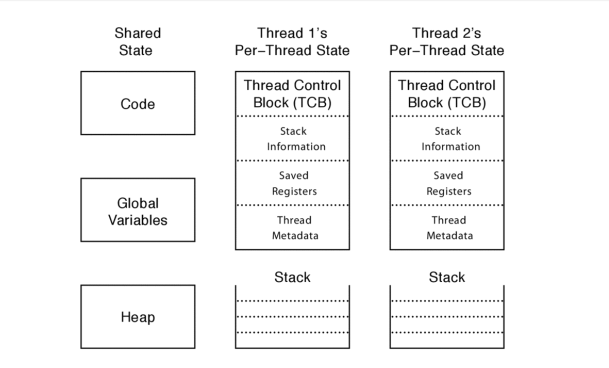 Shared
State
Thread 1's
Per-Thread State
Thread 2's
Per-Thread State
Code
Global
Variables
Heap
Thread Control
Block (TCB)
Stack
Information
Saved
Registers
Thread
Metadata
Stack
Thread Control
Block (TCB)
Stack
Information
Saved
Registers
Thread
Metadata
Stack